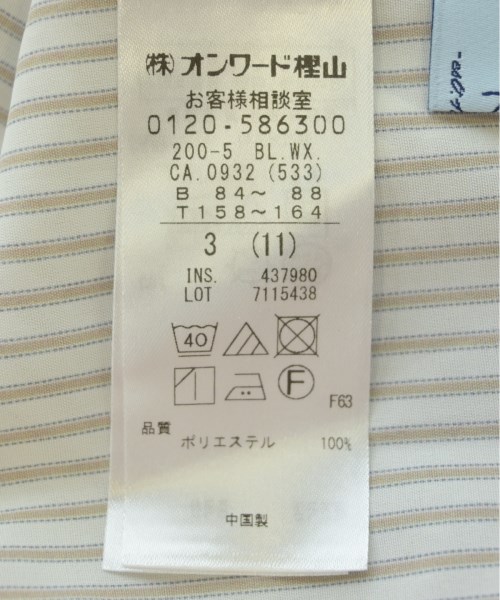 (株)オンワード樫山
お客様相談室
0120-586300
200-5 BL.WX.
CA.0932 (533)
B 84～ 88
T158～164
3 (11)
INS. 437980
LOT 7115438
40
F
F63
品質
ポリエステル 100%
中国製